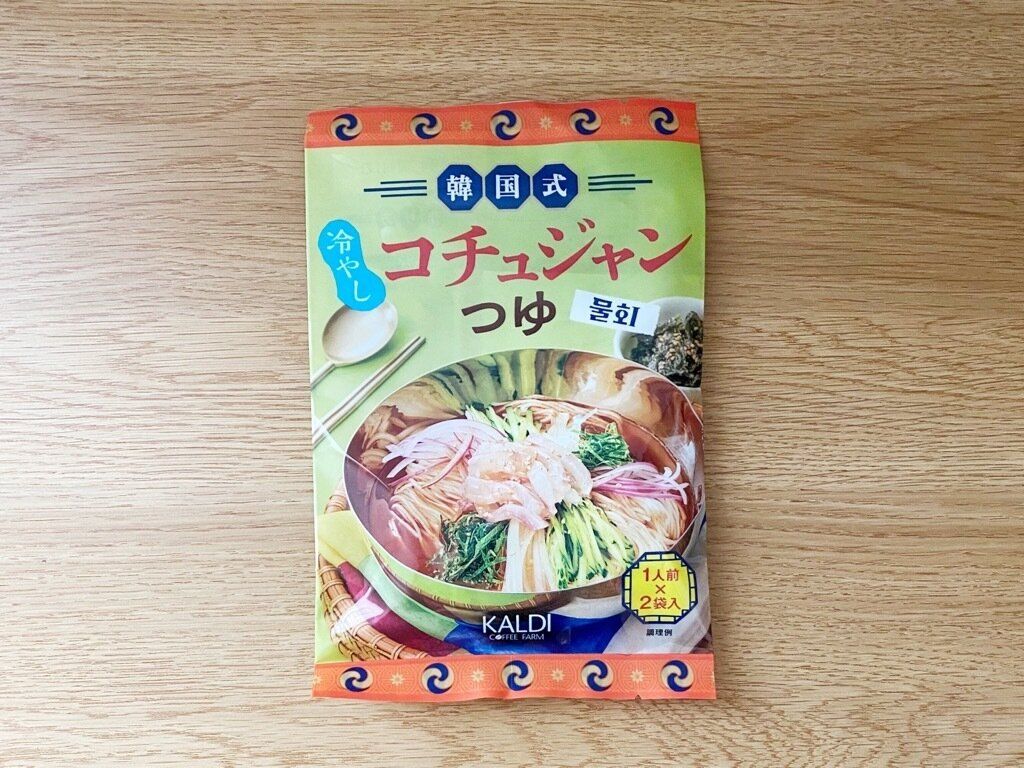 韓国式
冷やし
コチュジャン
つゆ
물회
1人前
×
2袋入
調理例
KALDI
COFFEE FARM